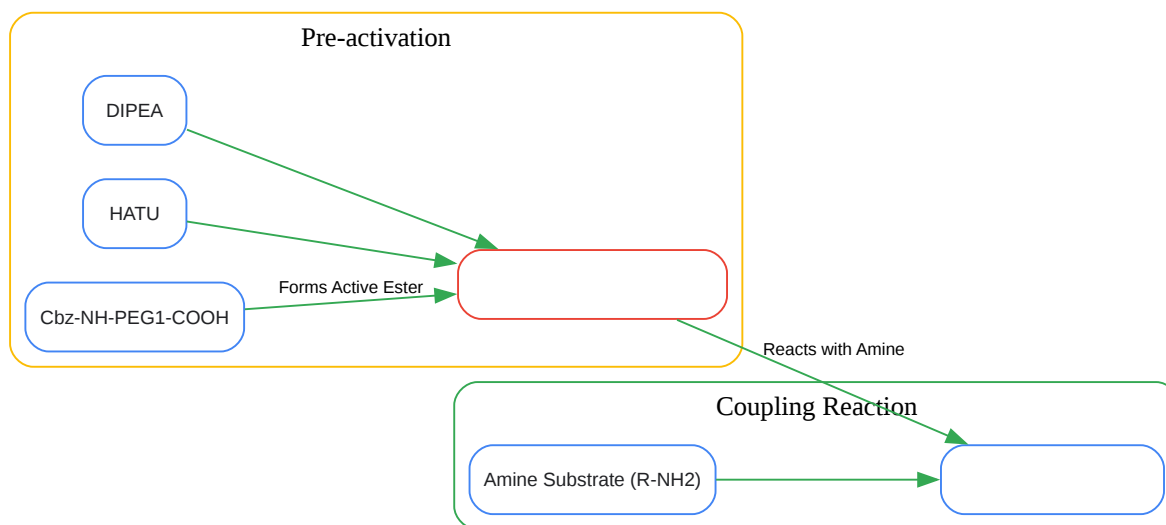 Pre-activation
DIPEA
HATU
Forms Active Ester
Cbz-NH-PEG1-COOH
Reacts with Amine
Coupling Reaction
Amine Substrate (R-NH2)